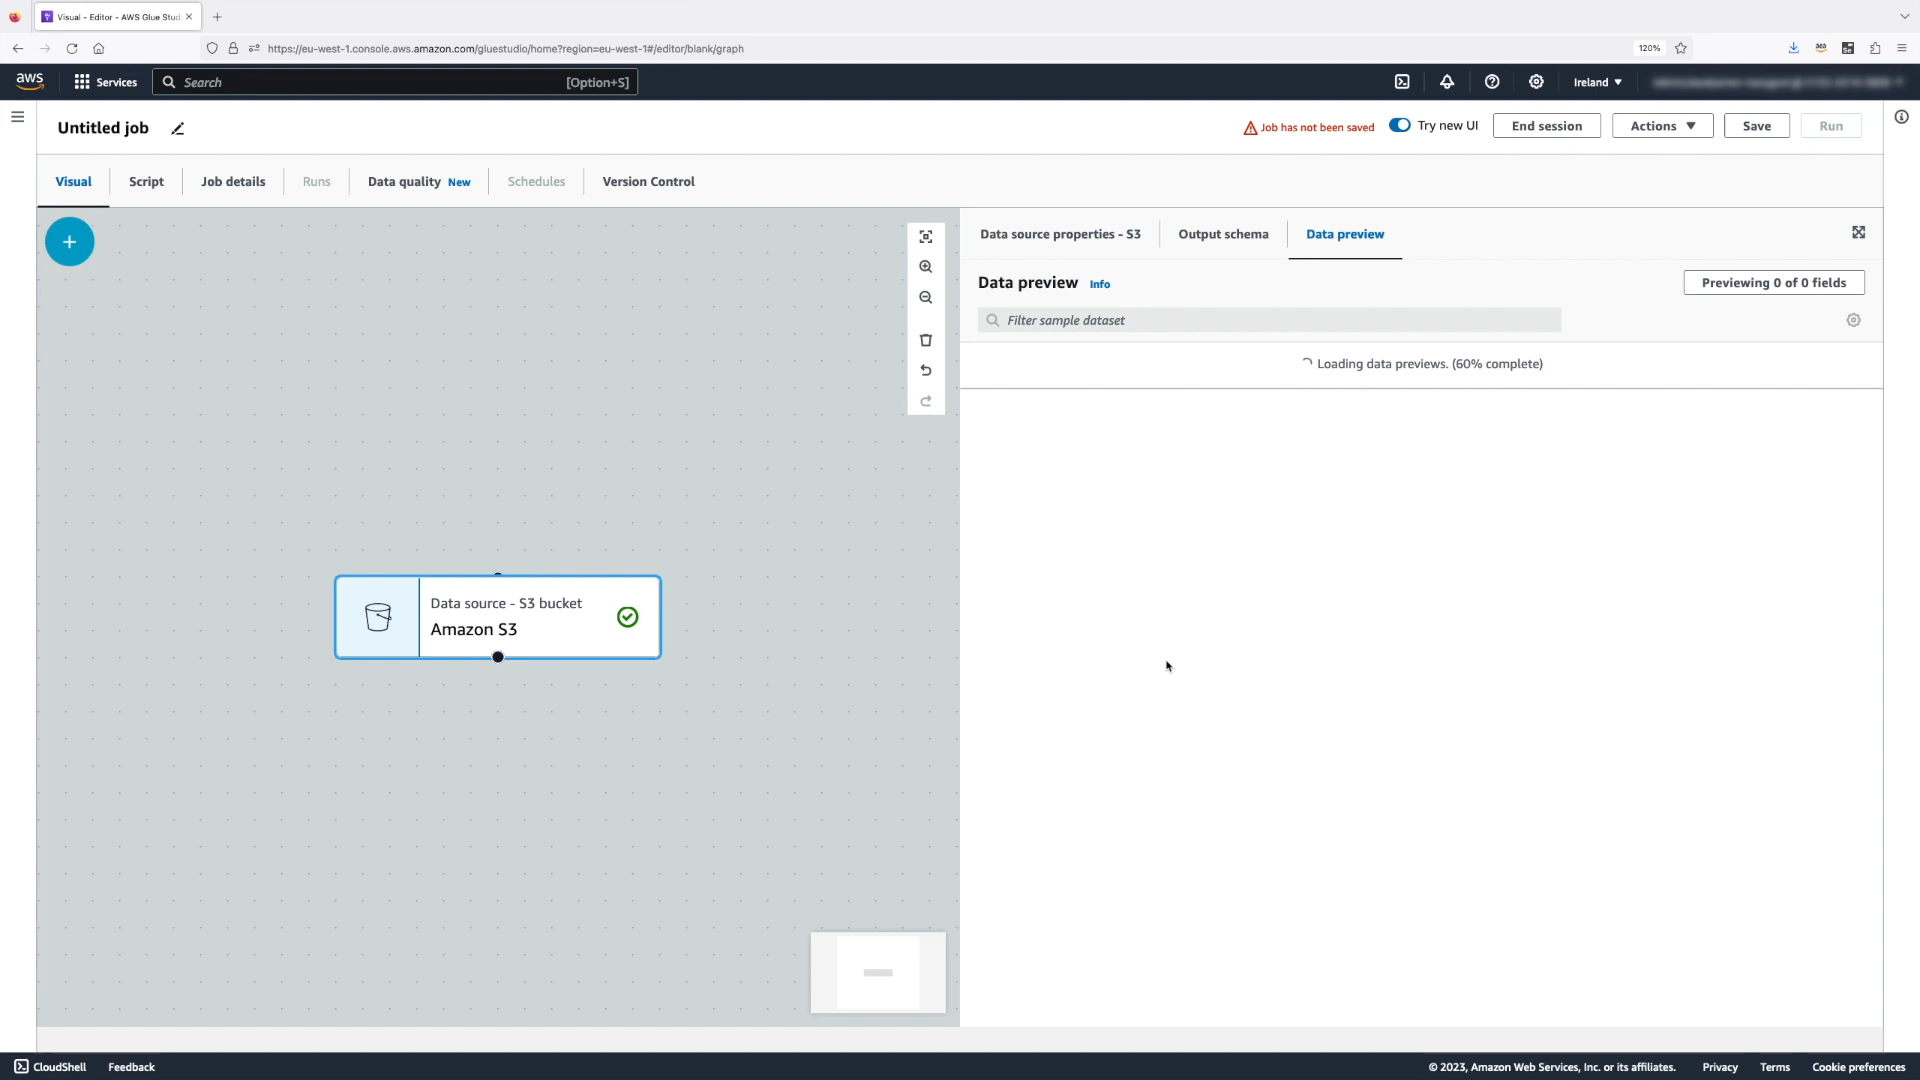 Visual - Editor - AWS Glue Stud
https://eu-west-1.console.aws.amazon.com/gluestudio/home?region=eu-west-1#/editor/blank/graph
120%
aws
Services
Search
[Option+S]
Ireland
Untitled job
Job has not been saved
Try new UI
End session
Actions
Save
Run
Visual
Script
Job details
Runs
Data quality New
Schedules
Version Control
Data source properties - S3
Output schema
Data preview
Data preview Info
Previewing 0 of 0 fields
Filter sample dataset
Loading data previews. (60% complete)
Data source - S3 bucket
Amazon S3
CloudShell
Feedback
© 2023, Amazon Web Services, Inc. or its affiliates.
Privacy
Terms
Cookie preferences